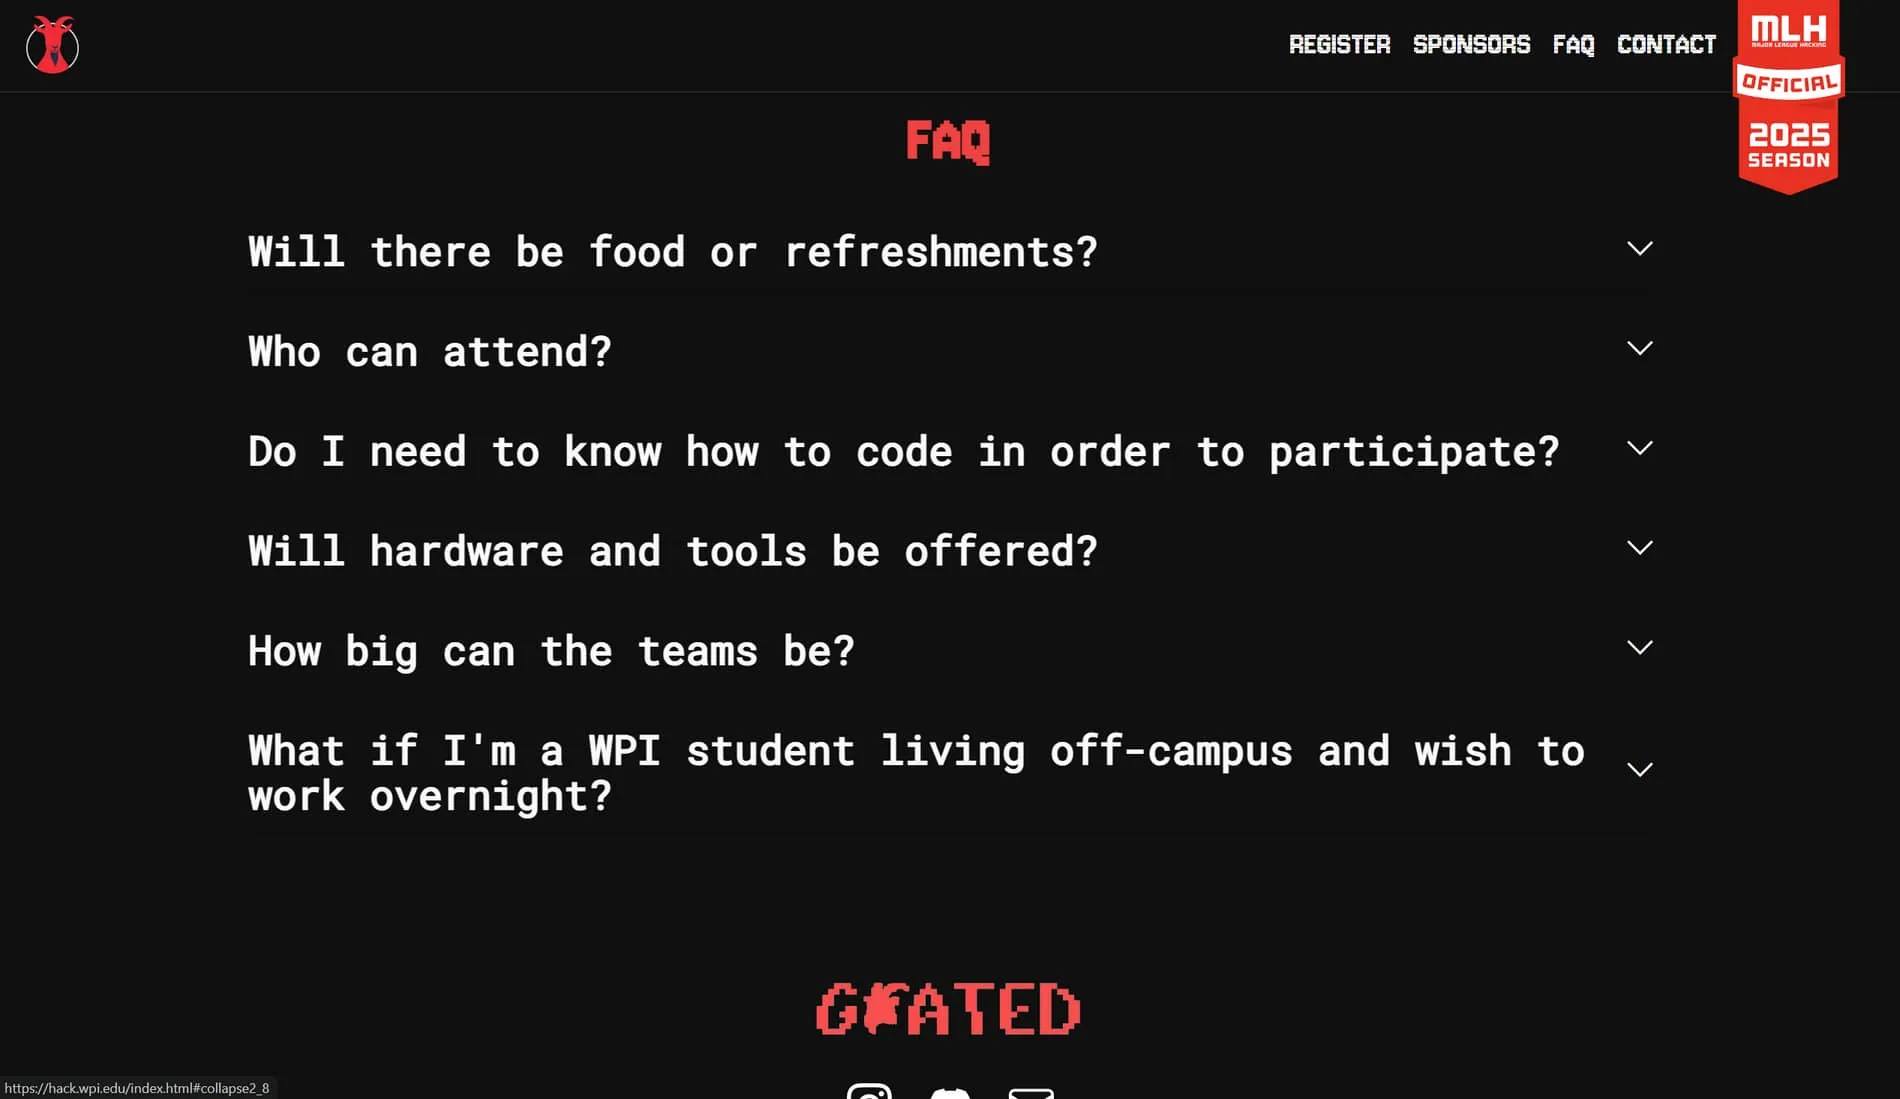 REGISTER SPONSORS FAQ CONTACT
MLH
MAJOR LEAGUE HACKING
OFFICIAL
2025
SEASON
FAQ
Will there be food or refreshments?
Who can attend?
Do I need to know how to code in order to participate?
Will hardware and tools be offered?
How big can the teams be?
What if I'm a WPI student living off-campus and wish to
work overnight?
GOATED
https://hack.wpi.edu/index.html#collapse2_8